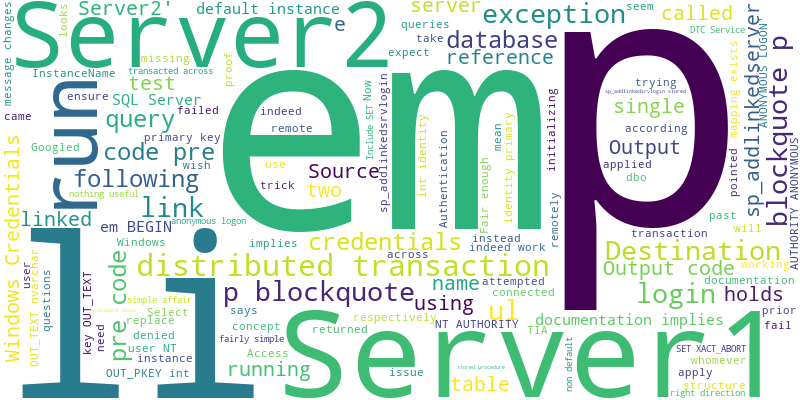 Server2
Server2'
default instance
e
server
queries
take
expect
exception
seem
called
DTC Service
database
reference
message changes
looks
InstanceName
ensure
came
Googled
missing
transacted across
test
SQL Server
query
failed
proof
primary key
code pre
wish
following
nothing useful
run
link
linked
em BEGIN
anonymous logon
Windows
implies
em
p
indeed
remote
use
trick
Include SET
Now
sp_addlinkedsrvlogin
Source
two
int identity
Authentication
mean
Fair enough
identity primary
initializing
remotely
credentials
instead
indeed work
across
trying
sp_addlinkedsrvlogin stored
single
according
Output
applied
dbo
transaction
past
will
pointed
mapping exists
sp_addlinkedserver
ANONYMOUS LOGON
blockquote p
AUTHORITY ANONYMOUS
Destination
working
Output code
documentation
login
holds
prior
fail
distributed transaction
p blockquote
using
name
attempted
connected
ul
documentation implies
Windows Credentials
user
OUT_TEXT nvarchar
questions
key OUT_TEXT
need
pre code
simple affair
Select
replace
denied
user NT
instance
OUT_PKEY int
li
says
concept
fairly simple
Access
running
returned
respectively
NT AUTHORITY
TIA
issue
stored procedure
table
Server1
non default
SET XACT_ABORT
whomever
apply
structure
right direction